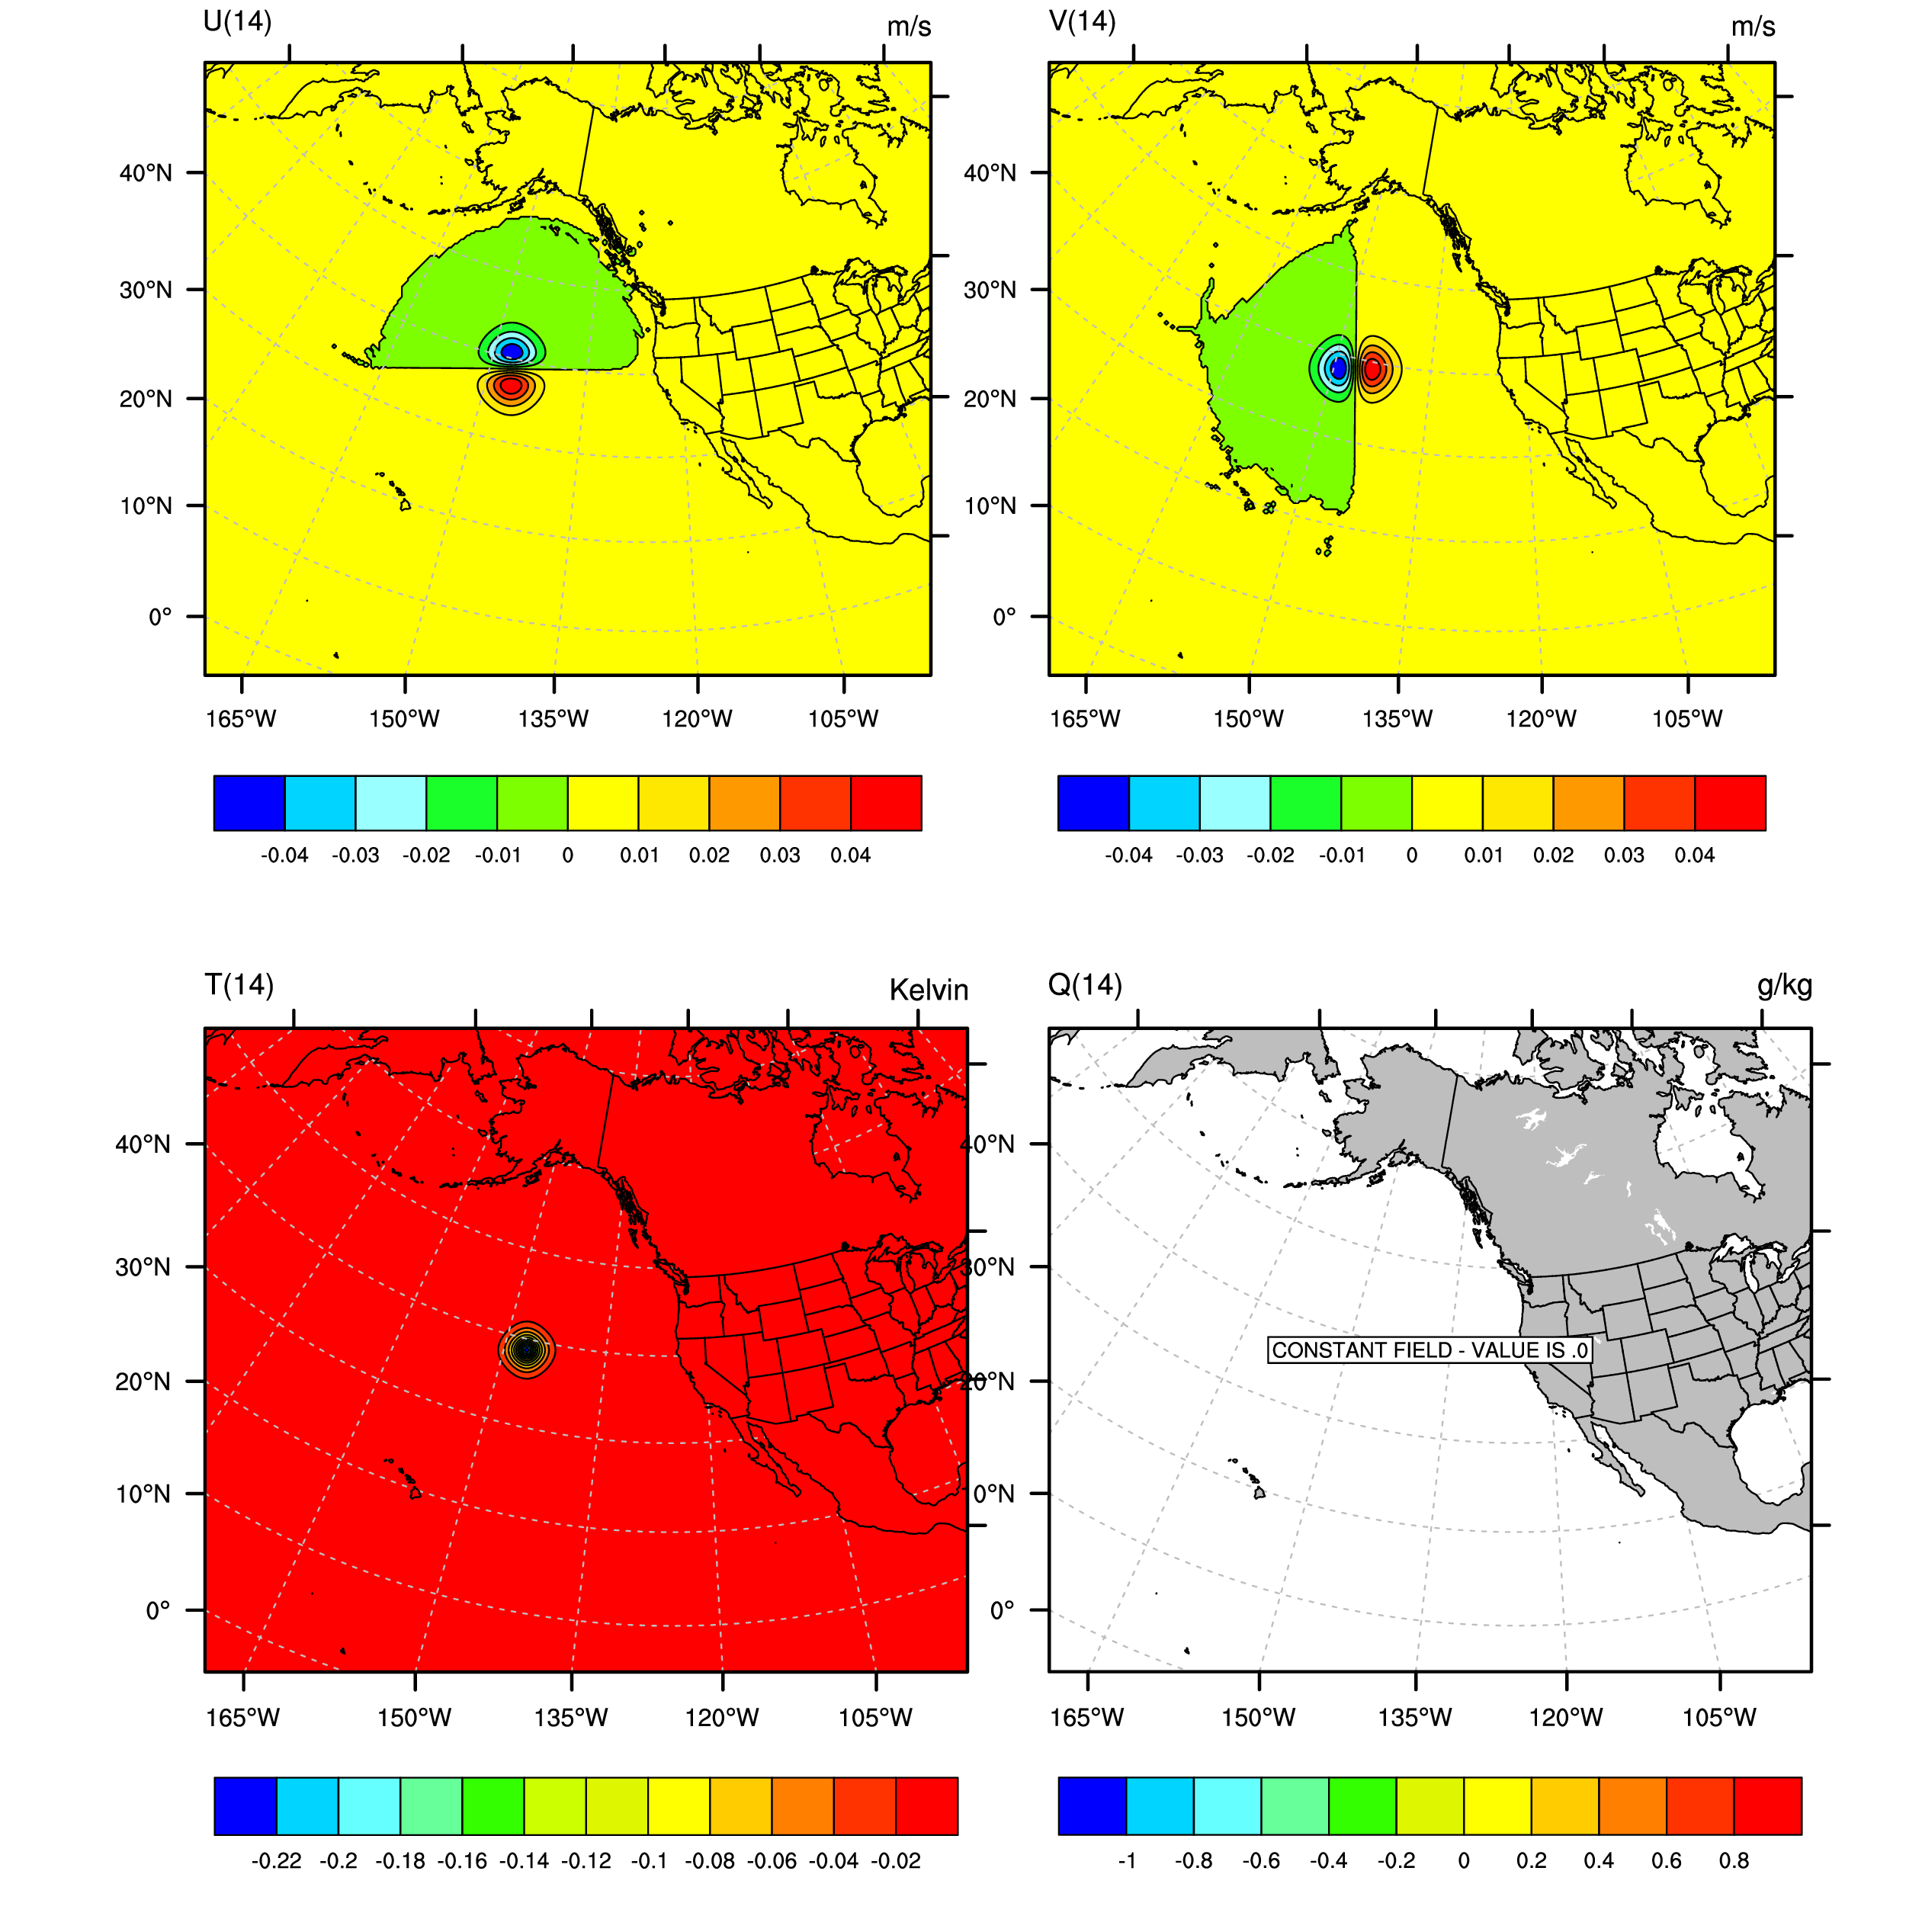 U(14) m/s V(14) m/s
40°N 40°N
30°N 30°N
20°N 20°N
10°N 10°N
0° 0°
165°W 150°W 135°W 120°W 105°W 165°W 150°W 135°W 120°W 105°W
-0.04 -0.03 -0.02 -0.01 0 0.01 0.02 0.03 0.04 -0.04 -0.03 -0.02 -0.01 0 0.01 0.02 0.03 0.04
T(14) Kelvin Q(14) g/kg
40°N 40°N
30°N 30°N
CONSTANT FIELD - VALUE IS .0
20°N 20°N
10°N 0°N
0° 0°
165°W 150°W 135°W 120°W 105°W 165°W 150°W 135°W 120°W 105°W
-0.22 -0.2 -0.18 -0.16 -0.14 -0.12 -0.1 -0.08 -0.06 -0.04 -0.02 -1 -0.8 -0.6 -0.4 -0.2 0 0.2 0.4 0.6 0.8